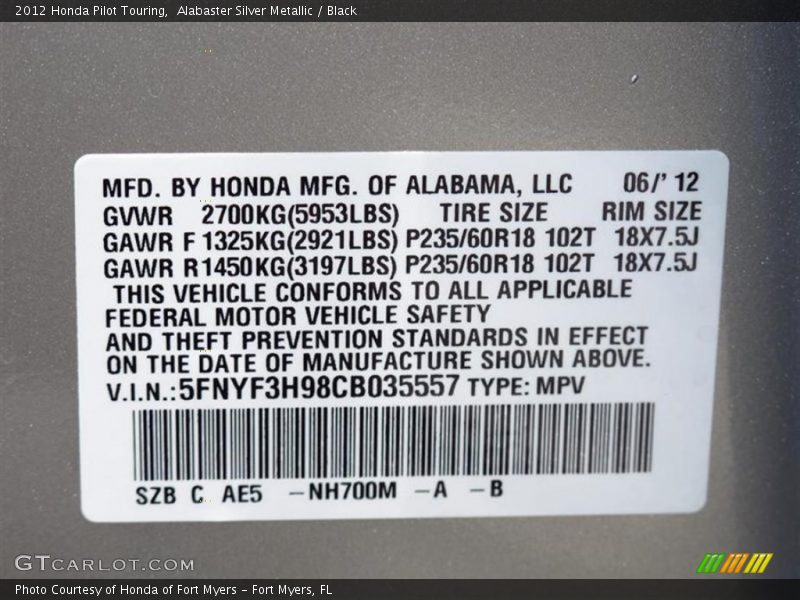 2012 Honda Pilot Touring,  Alabaster Silver Metallic / Black
MFD. BY HONDA MFG. OF ALABAMA, LLC 06/' 12
GVWR 2700KG(5953LBS) TIRE SIZE RIM SIZE
GAWR F 1325KG(2921LBS) P235/60R18 102T 18X7.5J
GAWR R1450KG(3197LBS) P235/60R18 102T 18X7.5J
THIS VEHICLE CONFORMS TO ALL APPLICABLE
FEDERAL MOTOR VEHICLE SAFETY
AND THEFT PREVENTION STANDARDS IN EFFECT
ON THE DATE OF MANUFACTURE SHOWN ABOVE.
V.I.N.:5FNYF3H98CB035557 TYPE: MPV
SZB C AE5 –NH700M –A –B
GTCARLOT.COM
Photo Courtesy of Honda of Fort Myers – Fort Myers, FL